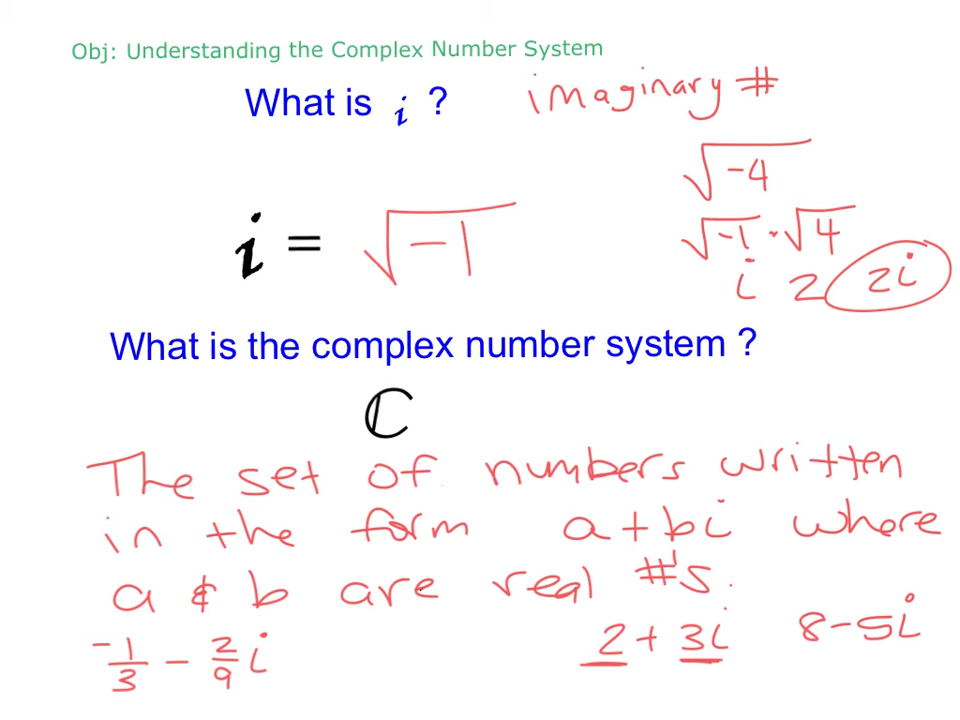 Obj: Understanding the Complex Number System
What is i ? imaginary #
√-4
√-1 · √4
i = √-1
i 2 2i
What is the complex number system ?
ℂ
The set of numbers written
in the form a + bi where
a & b are real #'s.
-1/3 - 2/9 i 2 + 3i 8-5i